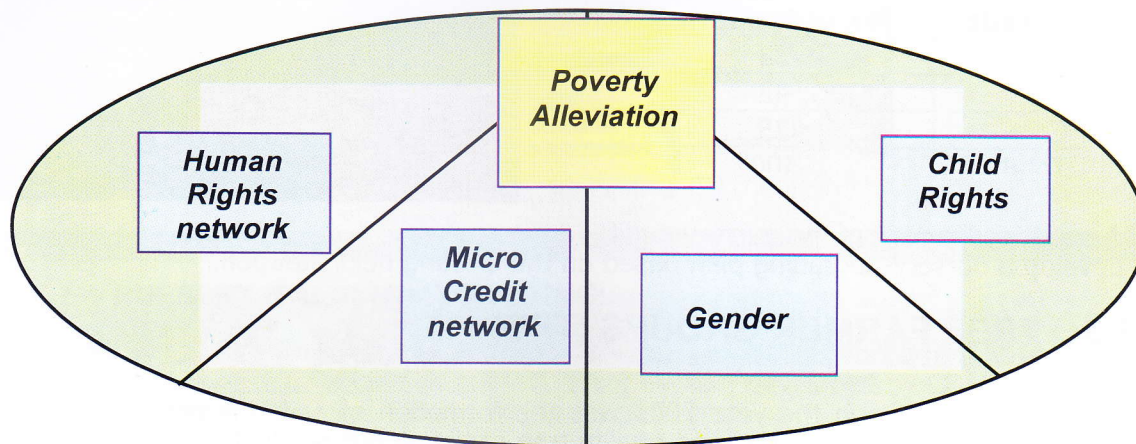 Poverty
Alleviation
Human
Rights
network
Child
Rights
Micro
Credit
network
Gender